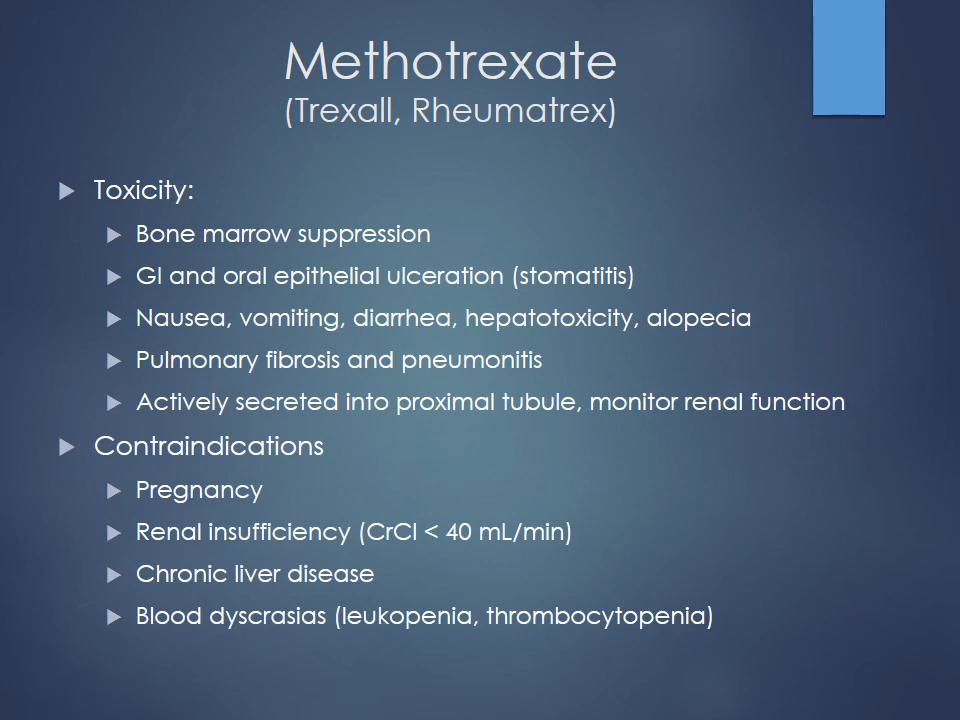 Methotrexate
(Trexall, Rheumatrex)
Toxicity:
Bone marrow suppression
GI and oral epithelial ulceration (stomatitis)
Nausea, vomiting, diarrhea, hepatotoxicity, alopecia
Pulmonary fibrosis and pneumonitis
Actively secreted into proximal tubule, monitor renal function
Contraindications
Pregnancy
Renal insufficiency (CrCl < 40 mL/min)
Chronic liver disease
Blood dyscrasias (leukopenia, thrombocytopenia)